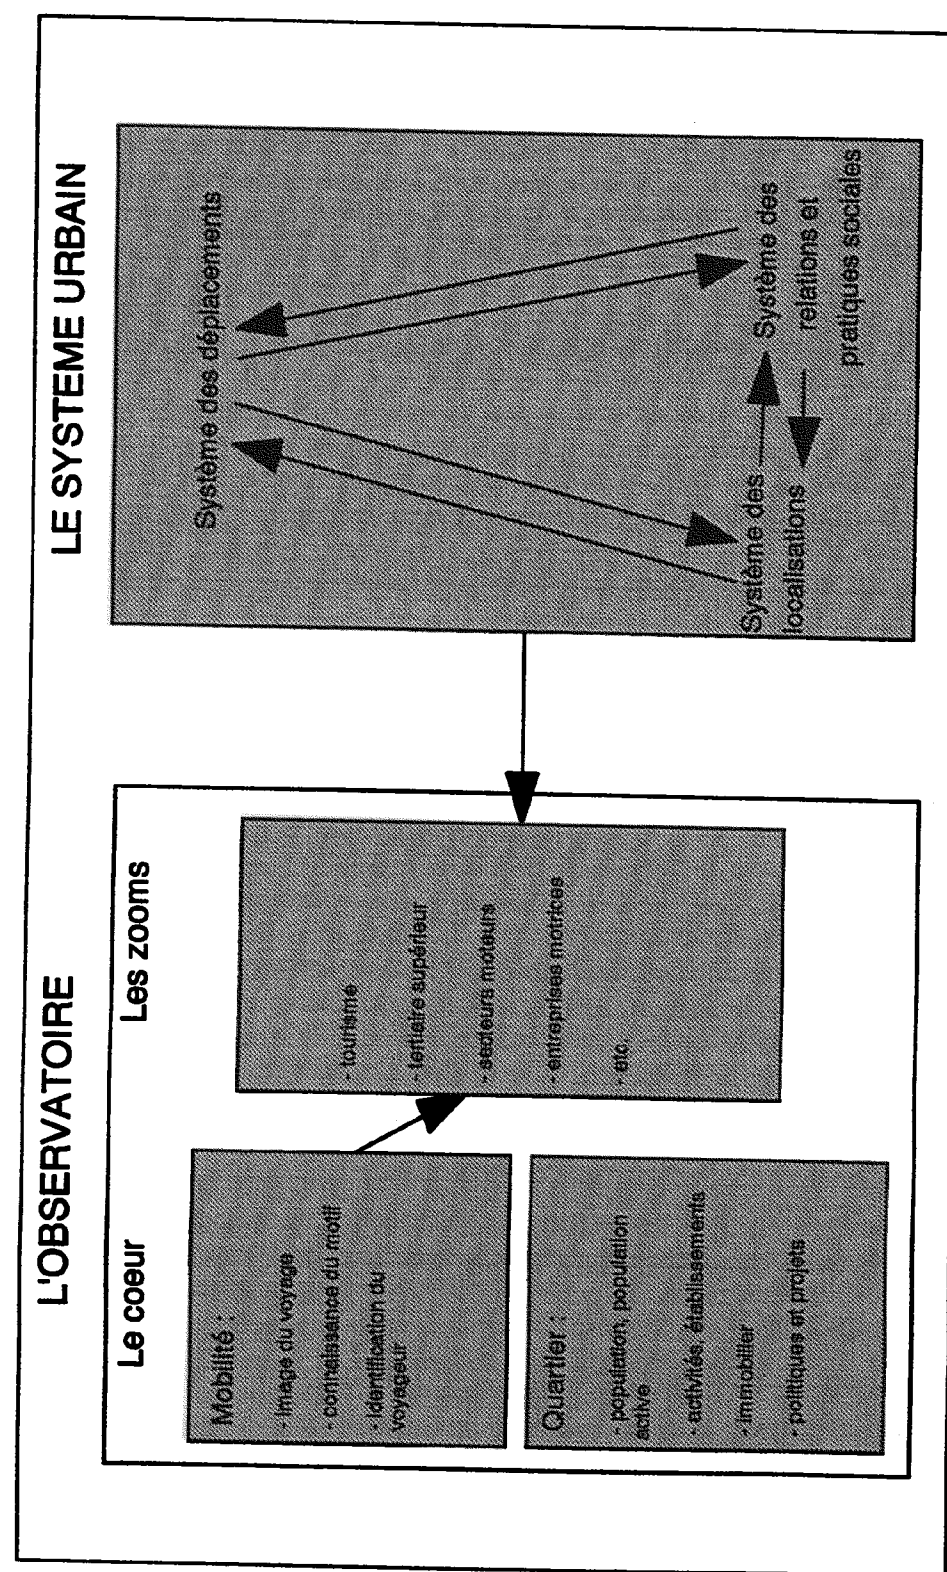 L'OBSERVATOIRE
Le coeur
Mobilité :
- image du voyage
- connaissance du motif
- identification du
voyageur
Quartier :
- population, population
active
- activités, établissements
- immobilier
- politiques et projets
Les zooms
- tourisme
- tertiaire supérieur
- secteurs moteurs
- entreprises motrices
- etc.
LE SYSTEME URBAIN
Système des déplacements
Système des
localisations
Système des
relations et
pratiques sociales